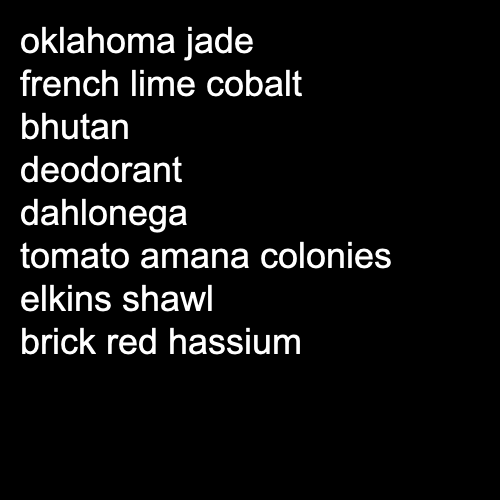 oklahoma jade
french lime cobalt
bhutan
deodorant
dahlonega
tomato amana colonies
elkins shawl
brick red hassium